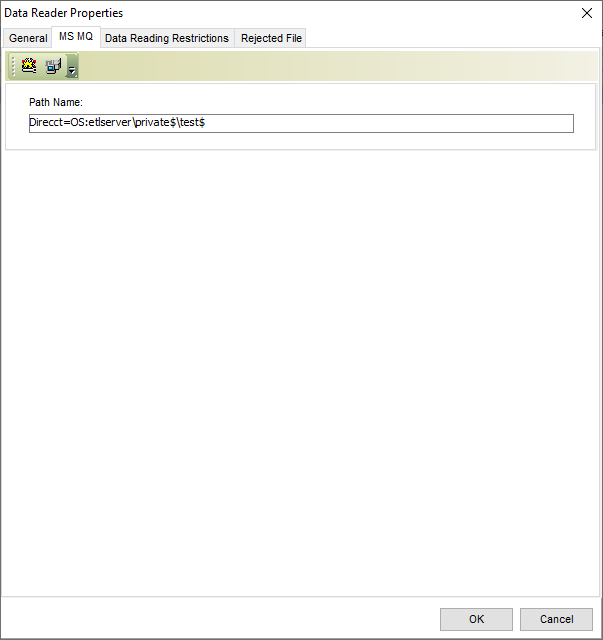 Data Reader Properties
General MS MQ Data Reading Restrictions Rejected File
Path Name:
Direcct=OS:etlserver\private$\test$
OK Cancel